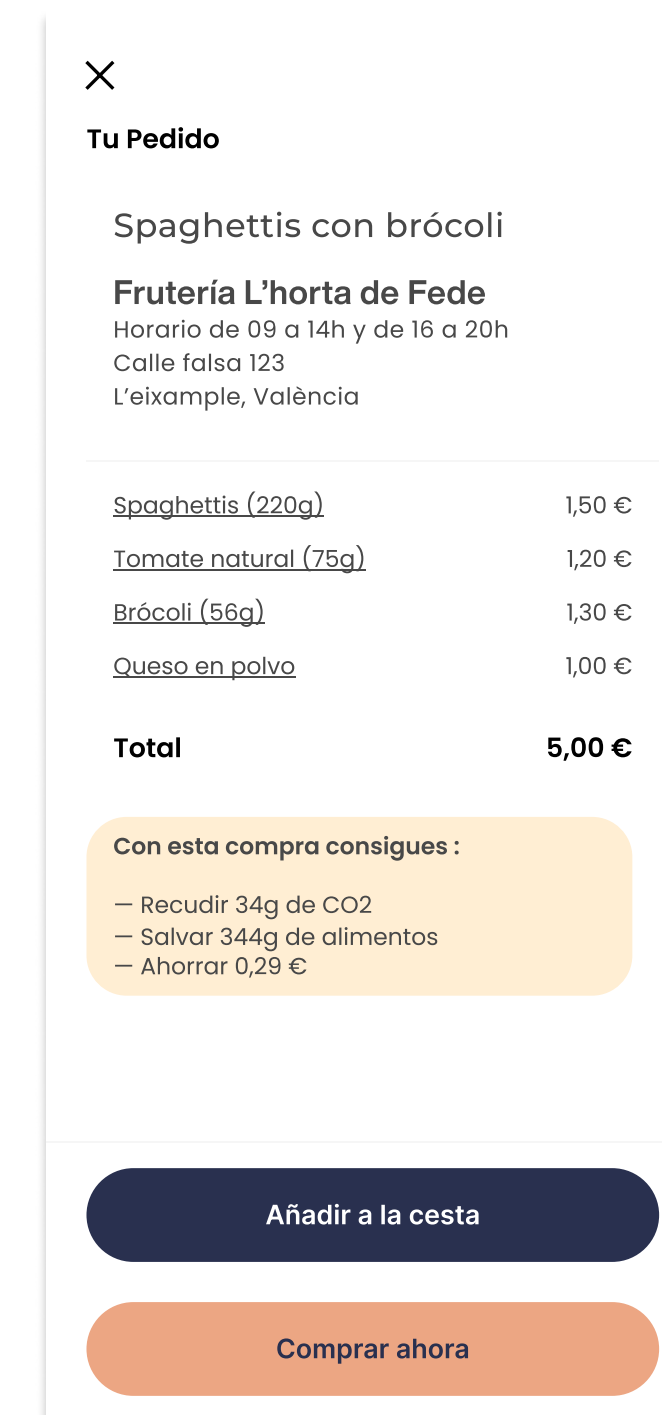 Tu Pedido
Spaghettis con brócoli
Frutería L’horta de Fede
Horario de 09 a 14h y de 16 a 20h
Calle falsa 123
L’eixample, València
Spaghettis (220g) 1,50 €
Tomate natural (75g) 1,20 €
Brócoli (56g) 1,30 €
Queso en polvo 1,00 €
Total 5,00 €
Con esta compra consigues :
— Recudir 34g de CO2
— Salvar 344g de alimentos
— Ahorrar 0,29 €
Añadir a la cesta
Comprar ahora